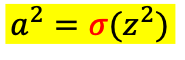 a² = σ(z²)